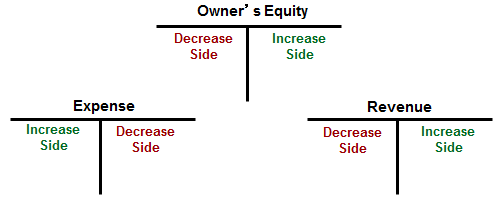 Owner's Equity
Decrease Increase
Side Side
Expense Revenue
Increase Decrease Decrease Increase
Side Side Side Side